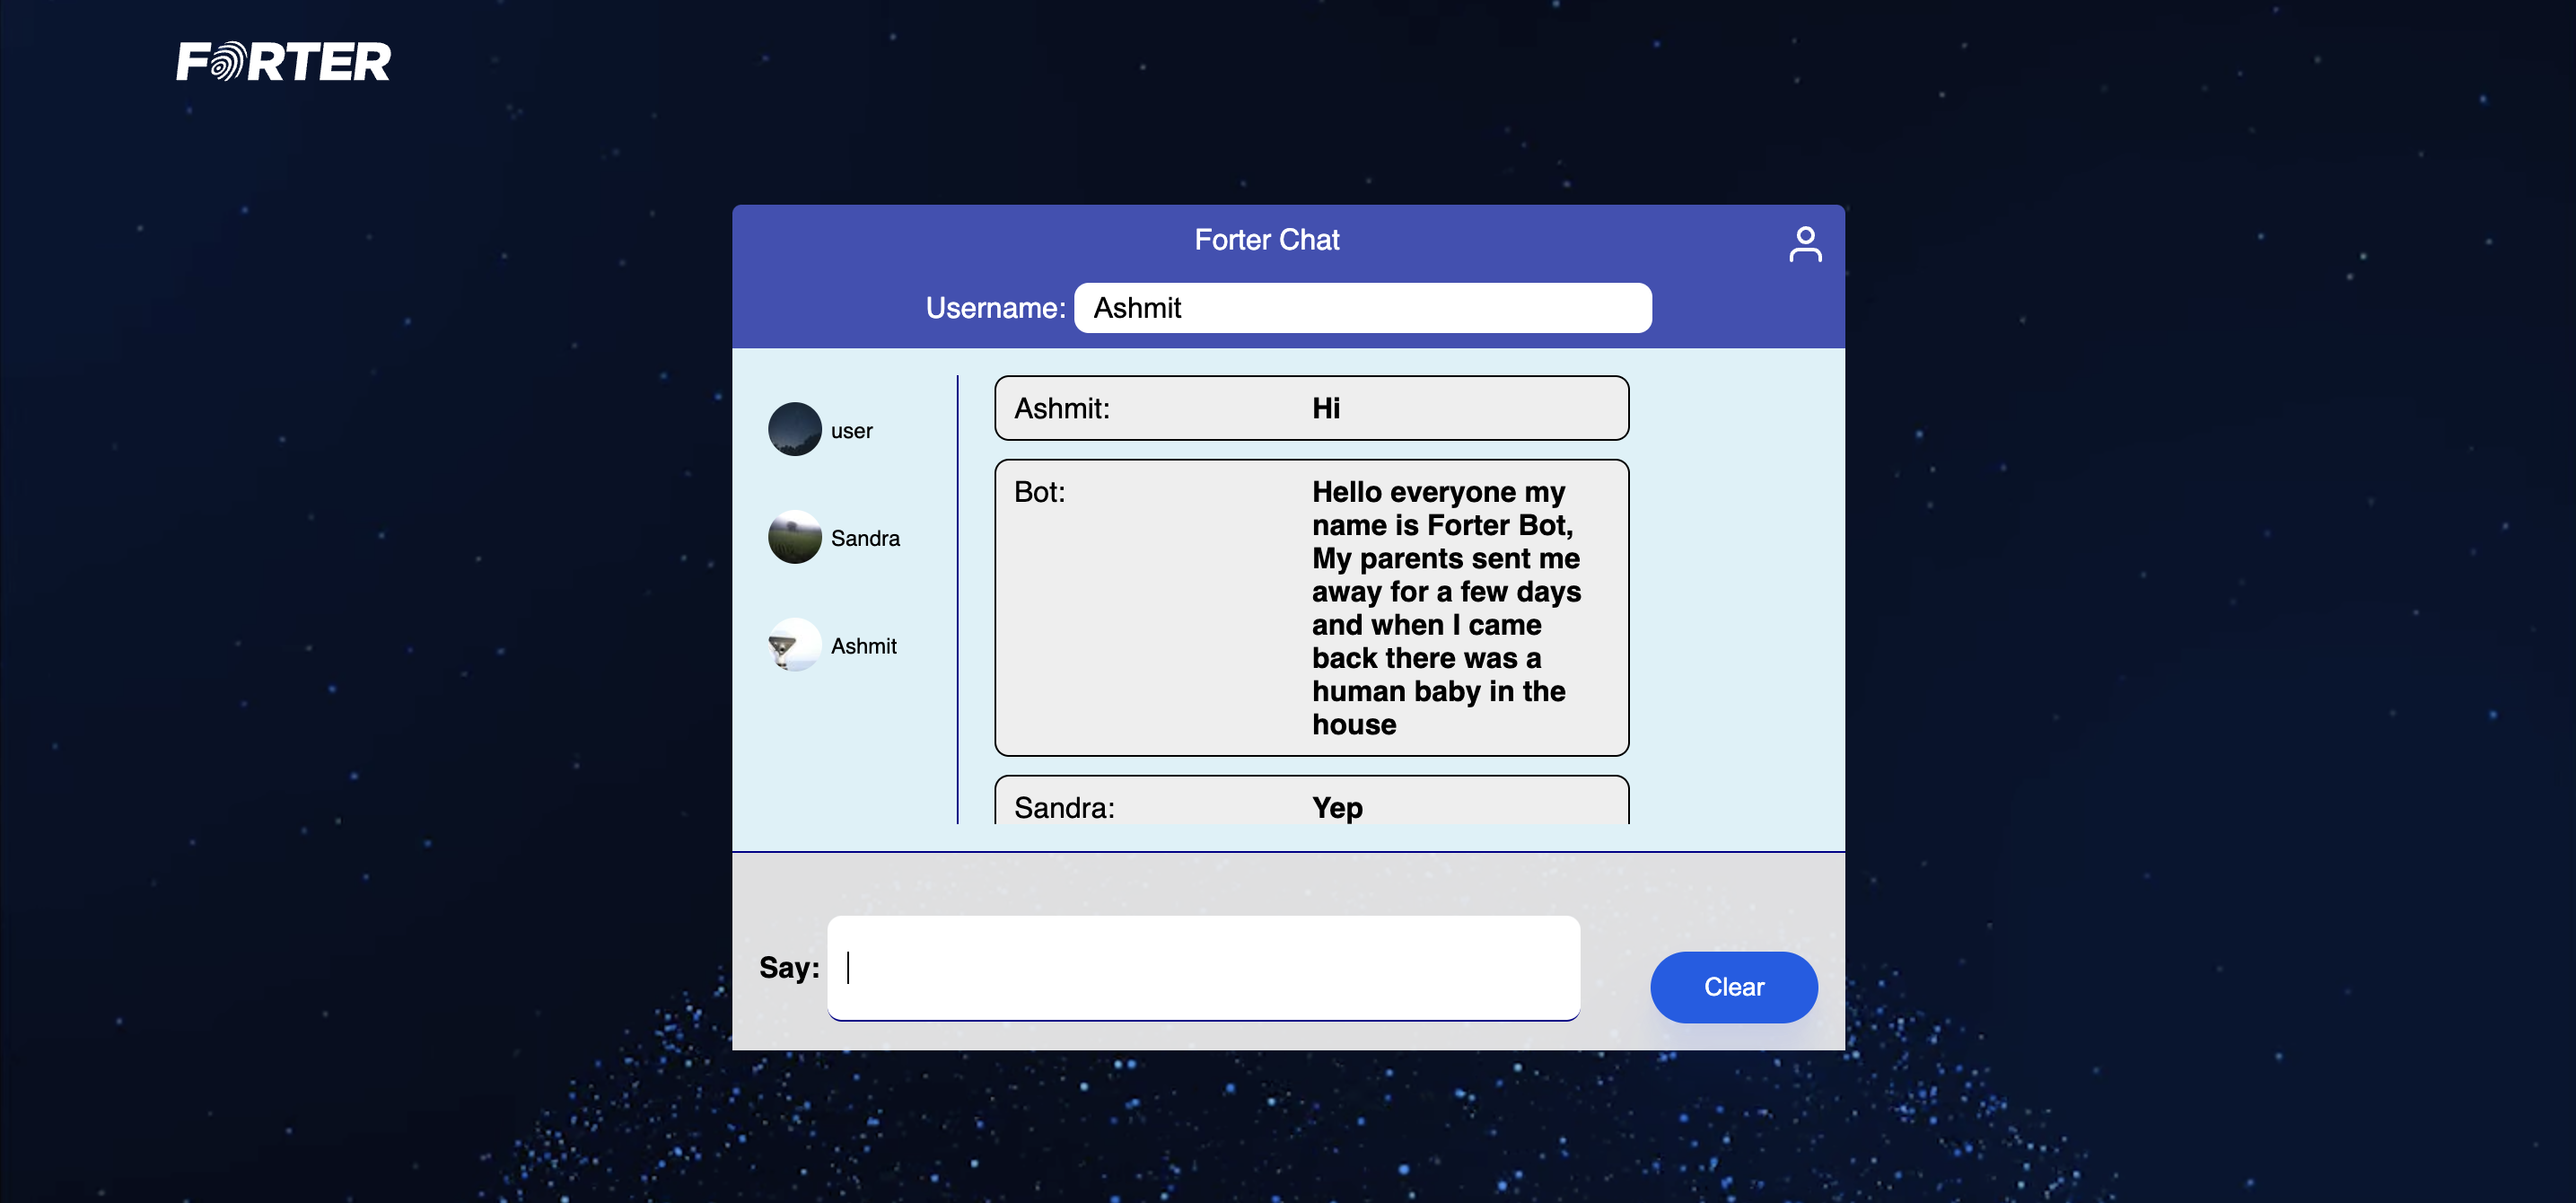 FORTER
Forter Chat
Username: Ashmit
user
Sandra
Ashmit
Ashmit: Hi
Bot: Hello everyone my
name is Forter Bot,
My parents sent me
away for a few days
and when I came
back there was a
human baby in the
house
Sandra: Yep
Say:
Clear